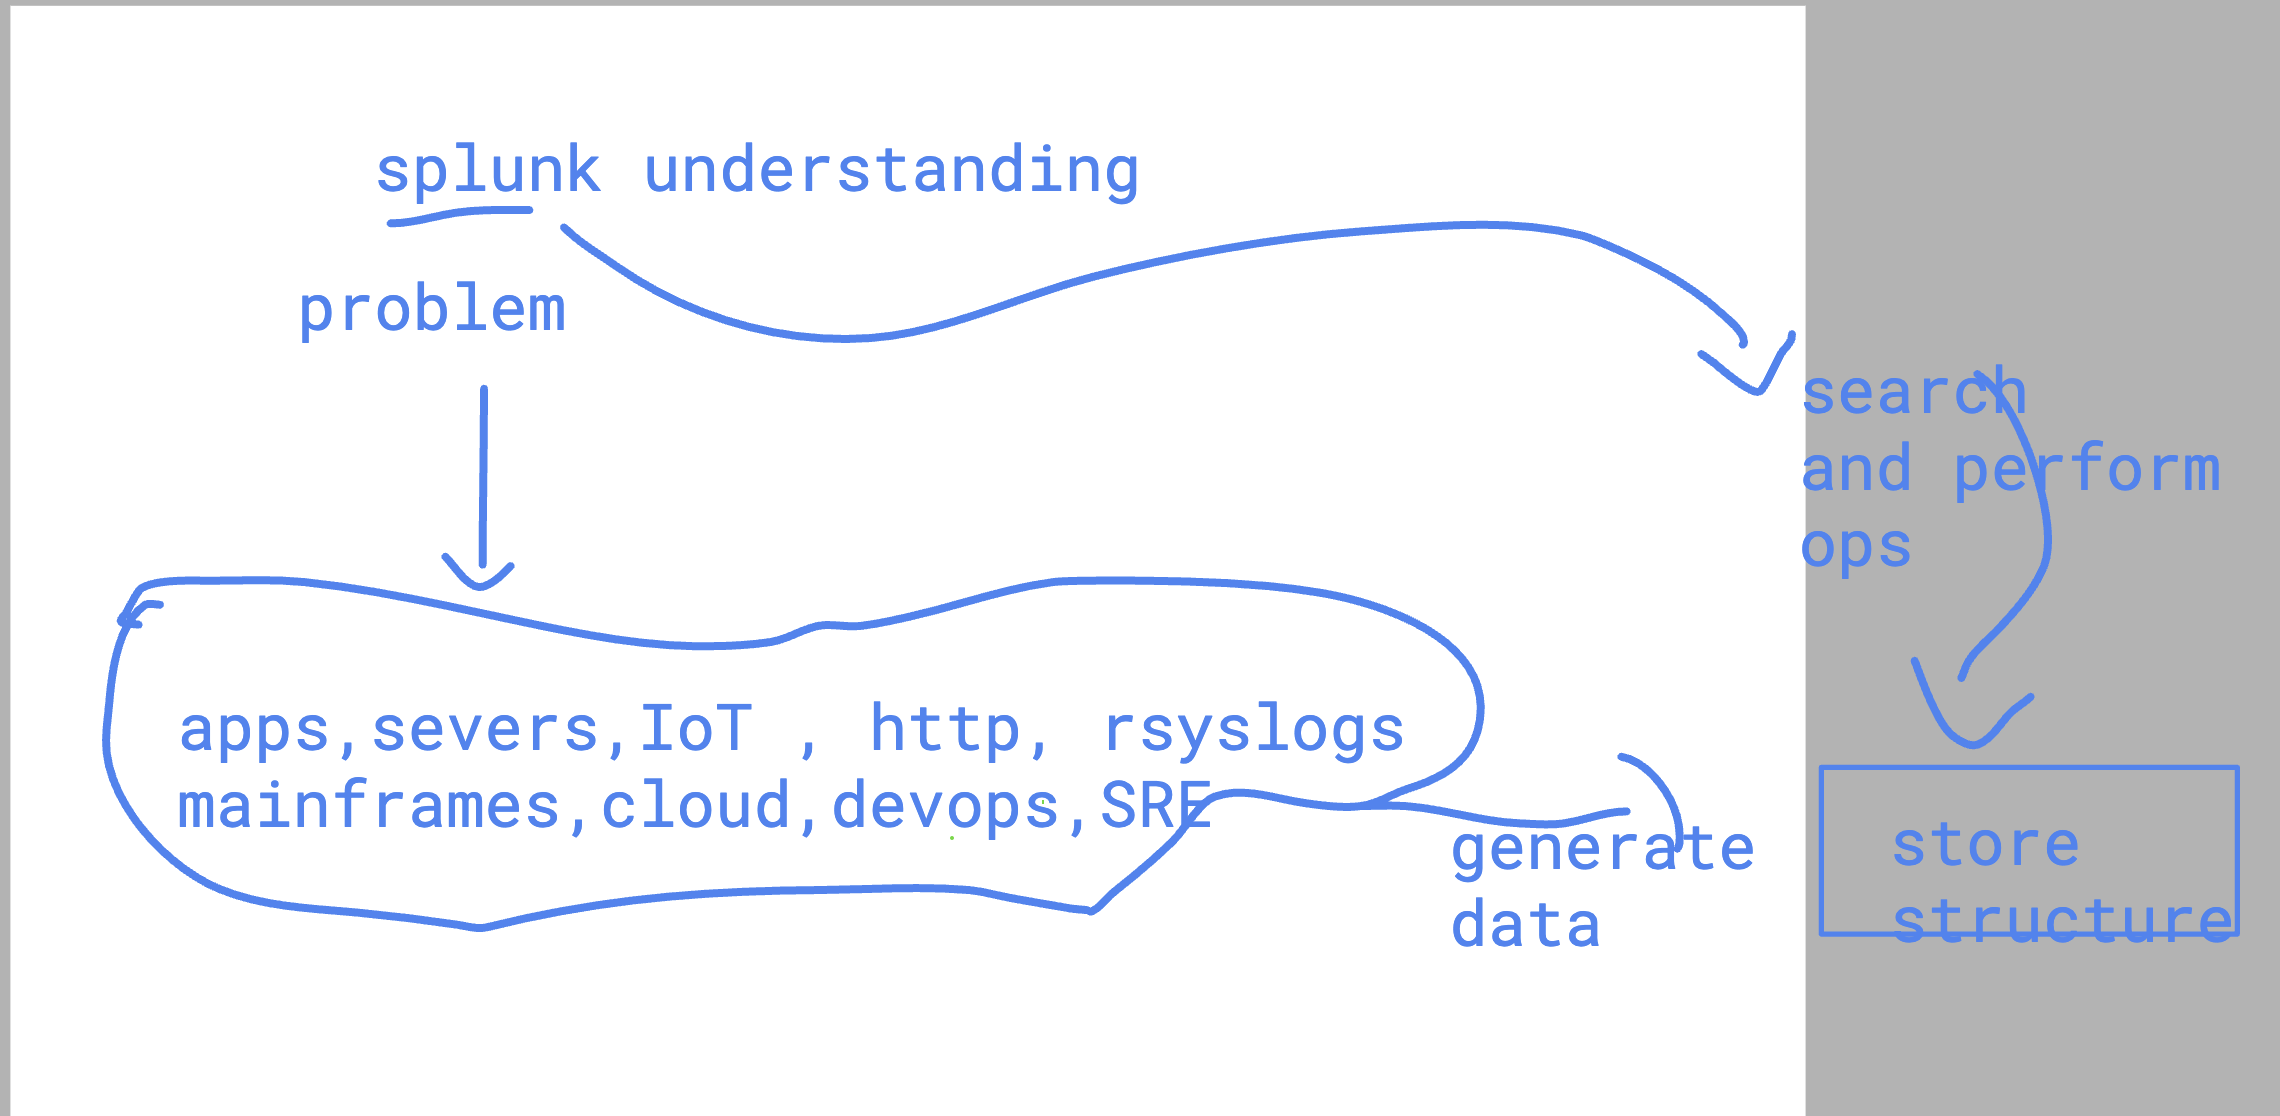 splunk understanding
problem
search
and perform
ops
apps,severs,IoT , http, rsyslogs
mainframes,cloud,devops,SRE
generate
data
store
structure